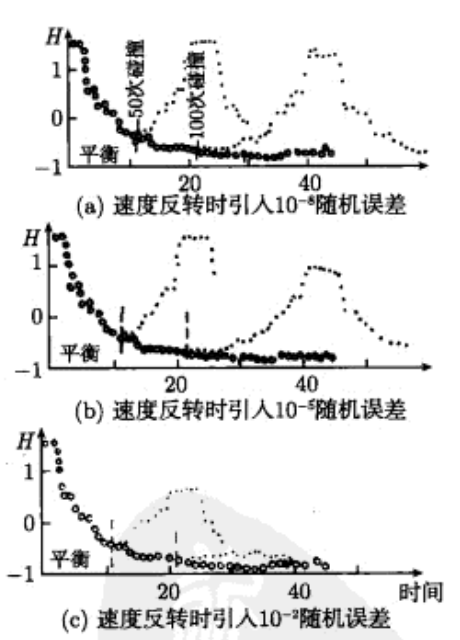 H
1
0
-1
50次碰撞
100次碰撞
平衡
20
40
(a) 速度反转时引入10⁻⁸随机误差
H
1
0
-1
平衡
20
40
(b) 速度反转时引入10⁻⁵随机误差
H
1
0
-1
平衡
20
40
时间
(c) 速度反转时引入10⁻²随机误差